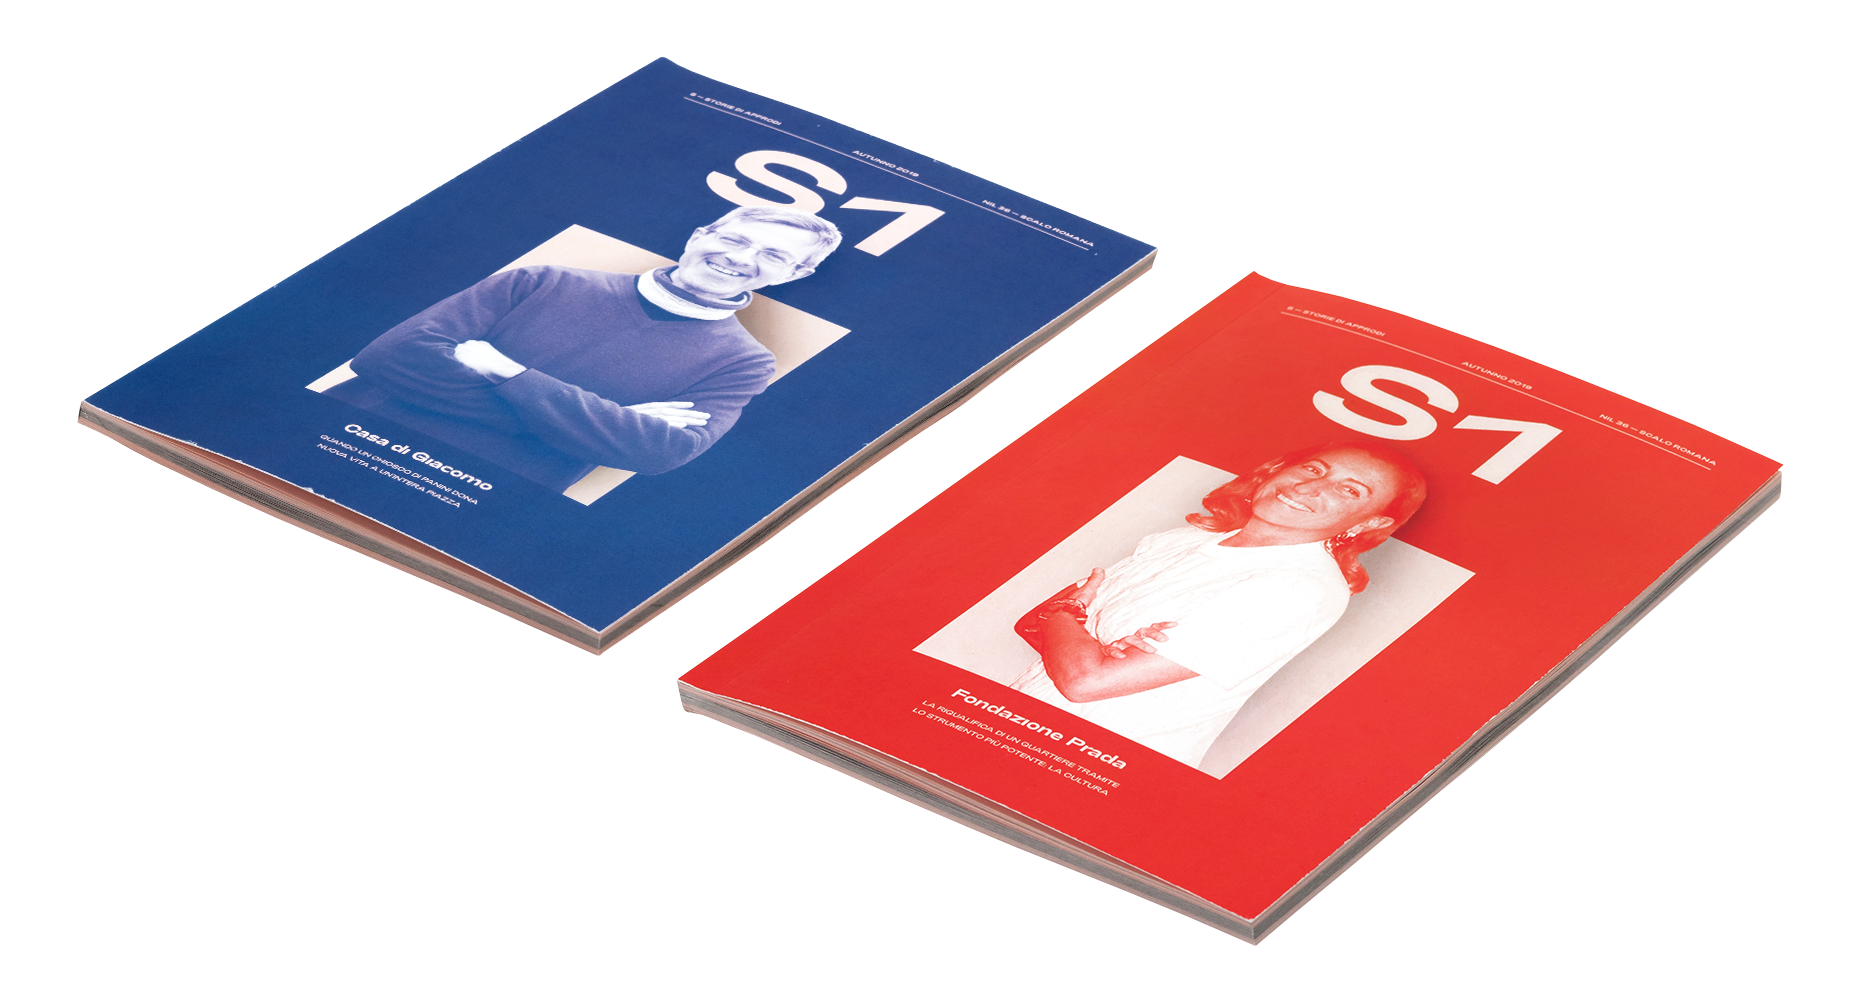 S — STORIE DI APPRODI
AUTUNNO 2019
NIL 36 — SCALO ROMANA
S1
Casa di Giacomo
QUANDO UN CHIOSCO DI PANINI DONA
NUOVA VITA A UN'INTERA PIAZZA
S — STORIE DI APPRODI
AUTUNNO 2019
NIL 36 — SCALO ROMANA
S1
Fondazione Prada
LA RIQUALIFICA DI UN QUARTIERE TRAMITE
LO STRUMENTO PIÙ POTENTE: LA CULTURA